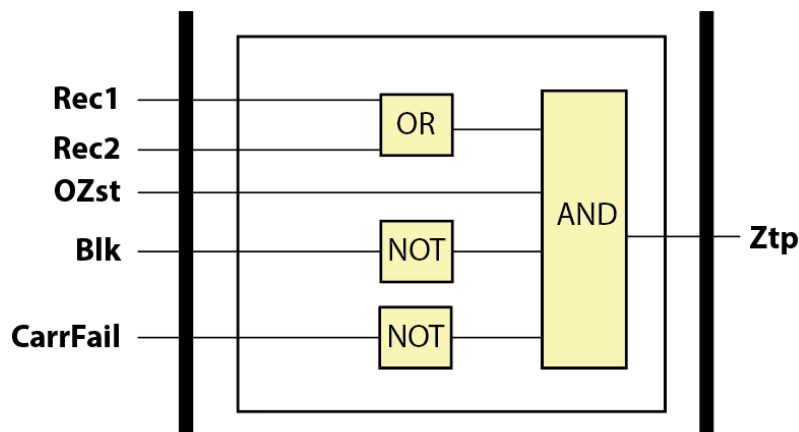 Rec1
Rec2
OZst
Blk
CarrFail
OR
NOT
NOT
AND
Ztp